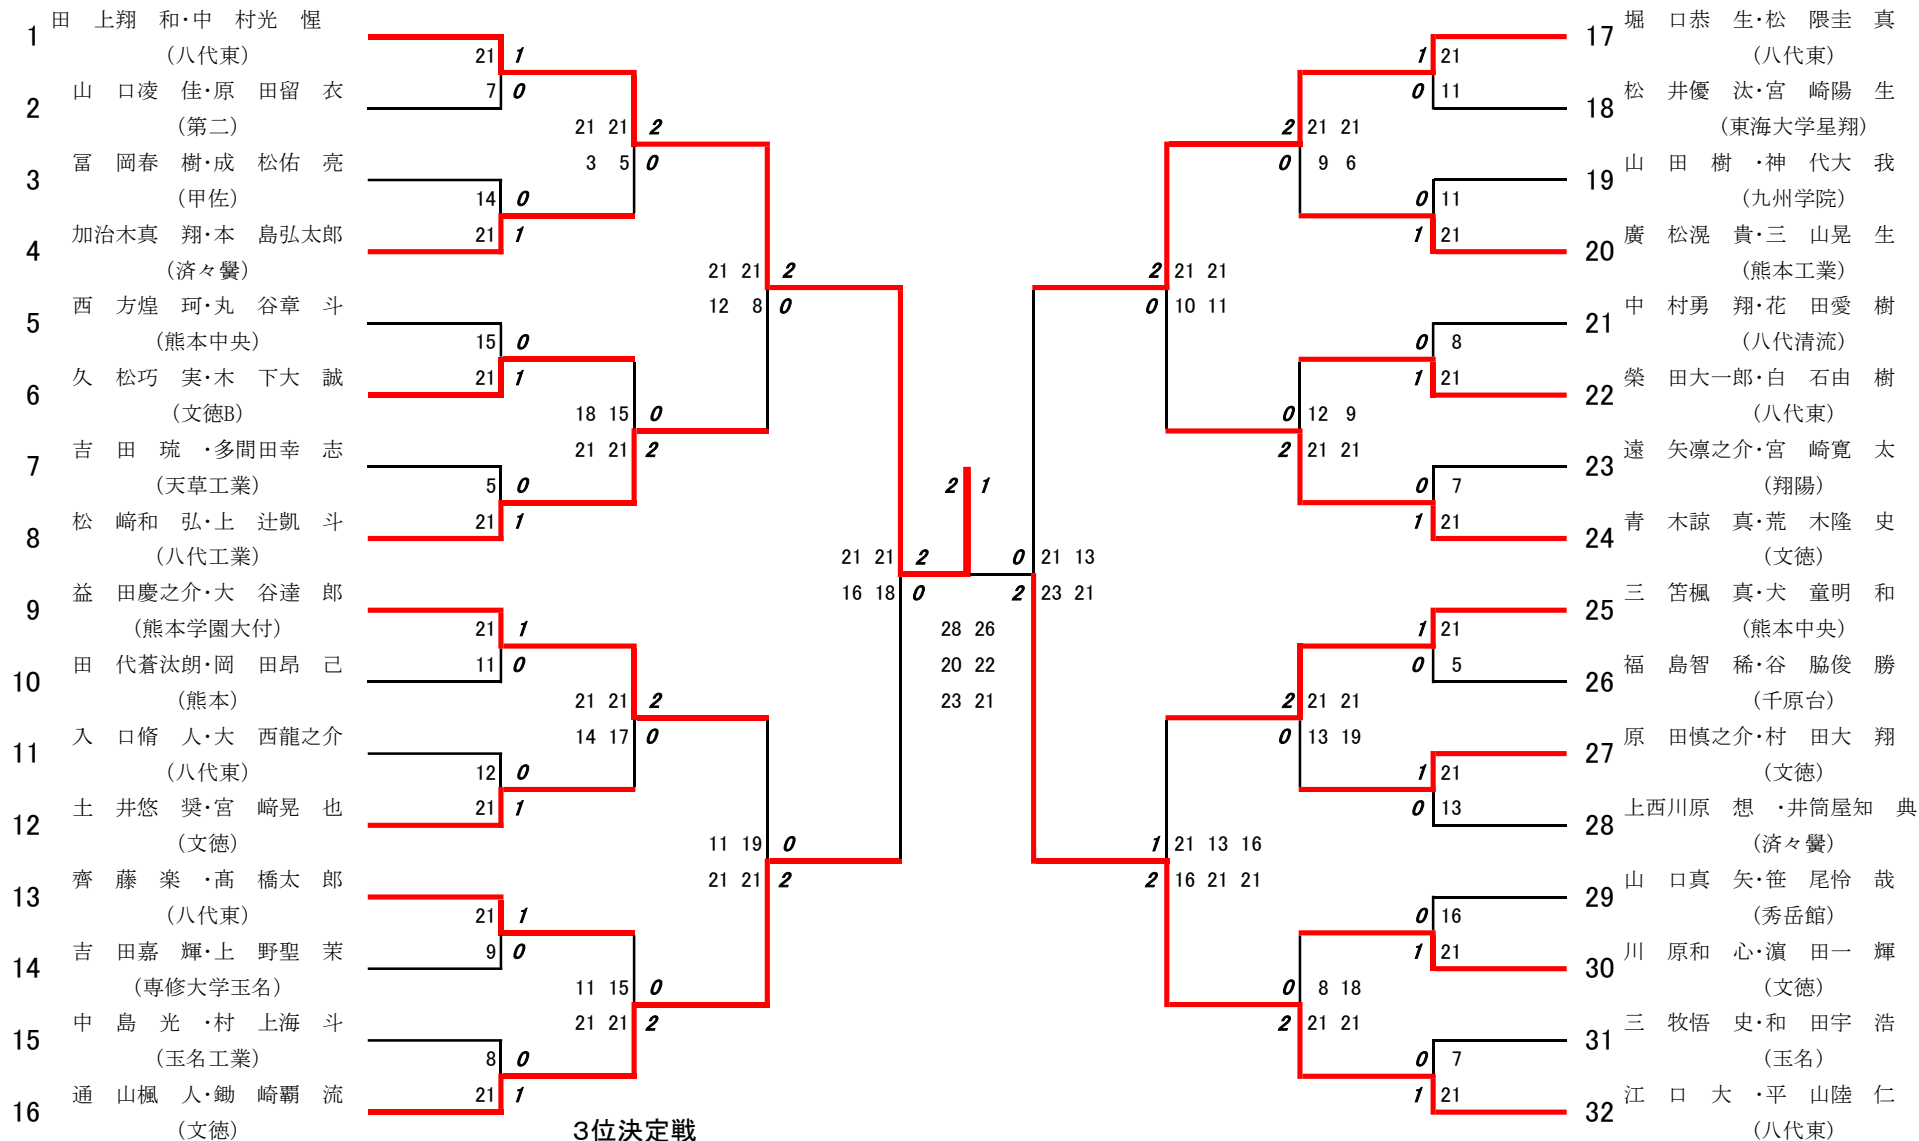 1 田　上翔　和・中　村光　惺
(八代東)
21 1
2 山　口凌　佳・原　田留　衣
7 0
(第二)
21 21 2
3 冨　岡春　樹・成　松佑　亮
3 5 0
(甲佐)
14 0
4 加治木真　翔・本　島弘太郎
21 1
(済々黌)
21 21 2
5 西　方煌　珂・丸　谷章　斗
12 8 0
(熊本中央)
15 0
6 久　松巧　実・木　下大　誠
21 1
(文徳B)
18 15 0
7 吉　田　琉　・多間田幸　志
21 21 2
(天草工業)
5 0
8 松　﨑和　弘・上　辻凱　斗
21 1
(八代工業)
21 21 2
9 益　田慶之介・大　谷達　郎
16 18 0
(熊本学園大付)
21 1
10 田　代蒼汰朗・岡　田昂　己
11 0
(熊本)
21 21 2
11 入　口脩　人・大　西龍之介
14 17 0
(八代東)
12 0
12 土　井悠　奨・宮　﨑晃　也
21 1
(文徳)
11 19 0
13 齊　藤　楽　・髙　橋太　郎
21 21 2
(八代東)
21 1
14 吉　田嘉　輝・上　野聖　茉
9 0
(専修大学玉名)
11 15 0
15 中　島　光　・村　上海　斗
21 21 2
(玉名工業)
8 0
16 通　山楓　人・鋤　崎覇　流
21 1
(文徳)
2 1
28 26
20 22
23 21
3位決定戦
17 堀　口恭　生・松　隈圭　真
(八代東)
1 21
18 松　井優　汰・宮　崎陽　生
0 11
(東海大学星翔)
2 21 21
19 山　田　樹　・神　代大　我
0 9 6
(九州学院)
0 11
20 廣　松滉　貴・三　山晃　生
1 21
(熊本工業)
2 21 21
21 中　村勇　翔・花　田愛　樹
0 10 11
(八代清流)
0 8
22 榮　田大一郎・白　石由　樹
1 21
(八代東)
0 12 9
23 遠　矢凛之介・宮　崎寛　太
2 21 21
(翔陽)
0 7
24 青　木諒　真・荒　木隆　史
1 21
(文徳)
0 21 13
25 三　笘楓　真・犬　童明　和
2 23 21
(熊本中央)
1 21
26 福　島智　稀・谷　脇俊　勝
0 5
(千原台)
2 21 21
27 原　田慎之介・村　田大　翔
0 13 19
(文徳)
1 21
28 上西川原　想　・井筒屋知　典
0 13
(済々黌)
1 21 13 16
29 山　口真　矢・笹　尾怜　哉
2 16 21 21
(秀岳館)
0 16
30 川　原和　心・濵　田一　輝
1 21
(文徳)
0 8 18
31 三　牧悟　史・和　田宇　浩
2 21 21
(玉名)
0 7
32 江　口　大　・平　山陸　仁
1 21
(八代東)